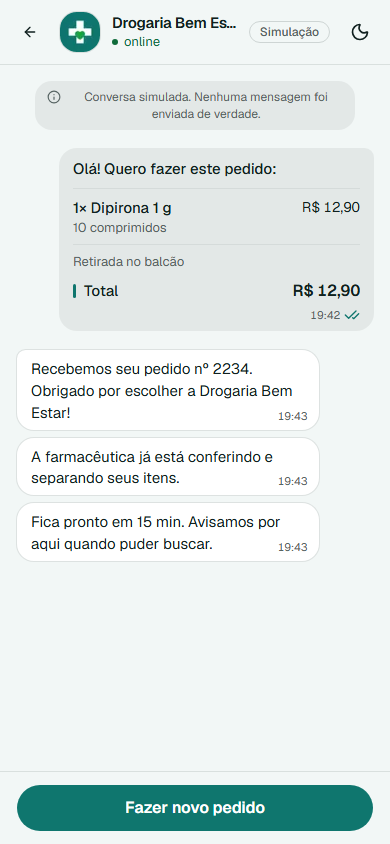 Drogaria Bem Es...
online
Simulação
Conversa simulada. Nenhuma mensagem foi
enviada de verdade.
Olá! Quero fazer este pedido:
1× Dipirona 1 g R$ 12,90
10 comprimidos
Retirada no balcão
Total R$ 12,90
19:42
Recebemos seu pedido nº 2234.
Obrigado por escolher a Drogaria Bem
Estar!
19:43
A farmacêutica já está conferindo e
separando seus itens.
19:43
Fica pronto em 15 min. Avisamos por
aqui quando puder buscar.
19:43
Fazer novo pedido